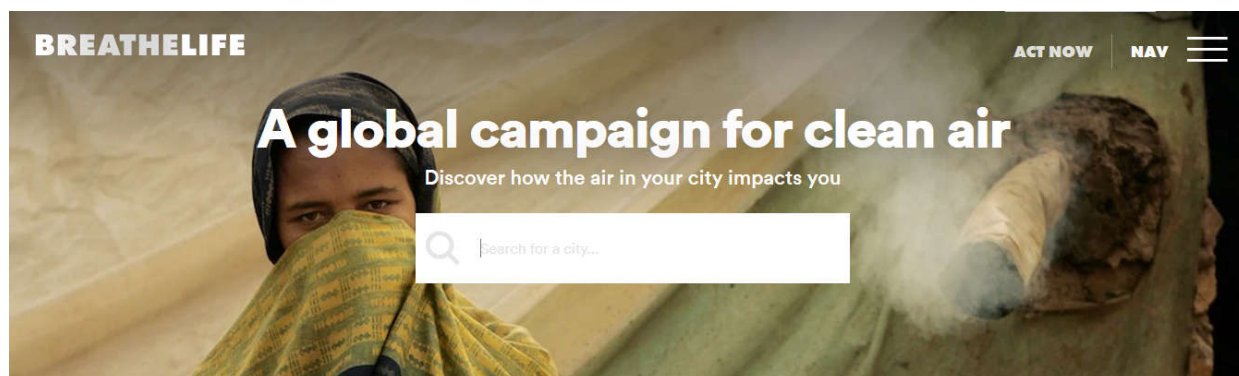 BREATHELIFE
ACT NOW
NAV
A global campaign for clean air
Discover how the air in your city impacts you
Search for a city...